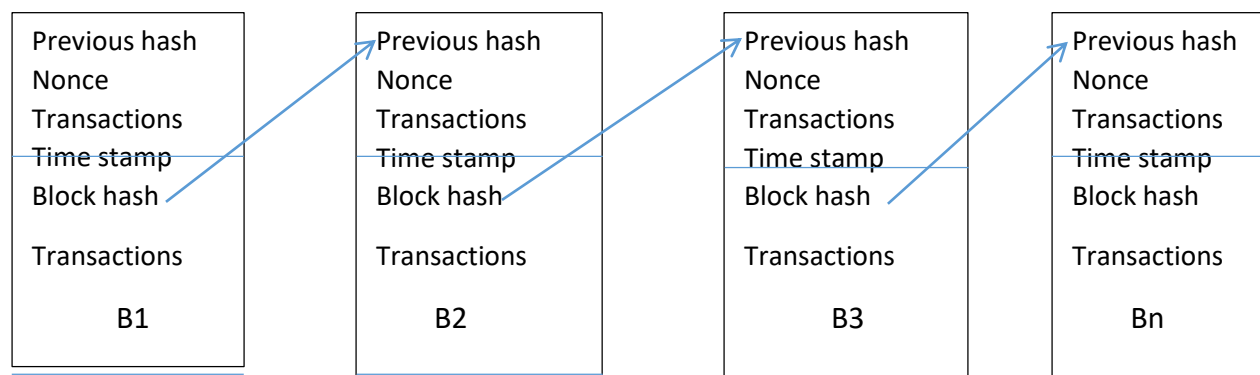 Previous hash
Nonce
Transactions
Time stamp
Block hash
Transactions
B1
Previous hash
Nonce
Transactions
Time stamp
Block hash
Transactions
B2
Previous hash
Nonce
Transactions
Time stamp
Block hash
Transactions
B3
Previous hash
Nonce
Transactions
Time stamp
Block hash
Transactions
Bn